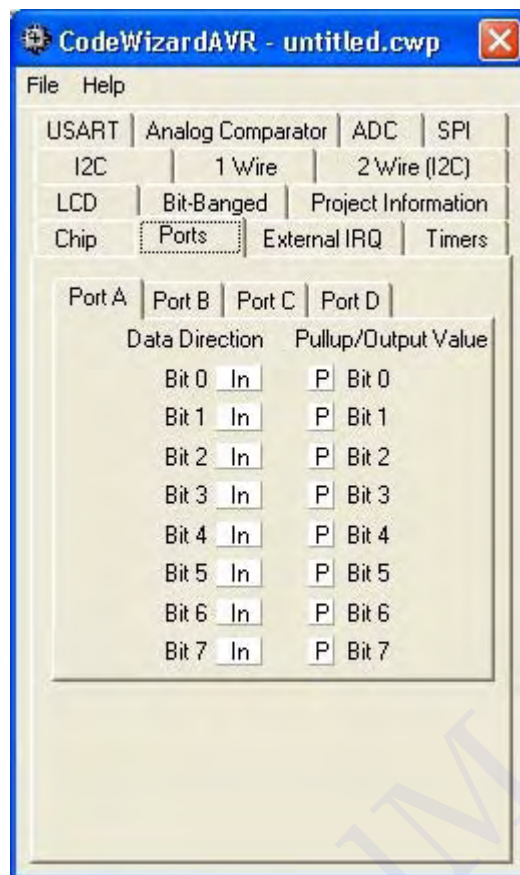 CodeWizardAVR - untitled.cwp
File Help
USART Analog Comparator ADC SPI
I2C 1 Wire 2 Wire (I2C)
LCD Bit-Banged Project Information
Chip Ports External IRQ Timers
Port A Port B Port C Port D
Data Direction Pullup/Output Value
Bit 0 In P Bit 0
Bit 1 In P Bit 1
Bit 2 In P Bit 2
Bit 3 In P Bit 3
Bit 4 In P Bit 4
Bit 5 In P Bit 5
Bit 6 In P Bit 6
Bit 7 In P Bit 7